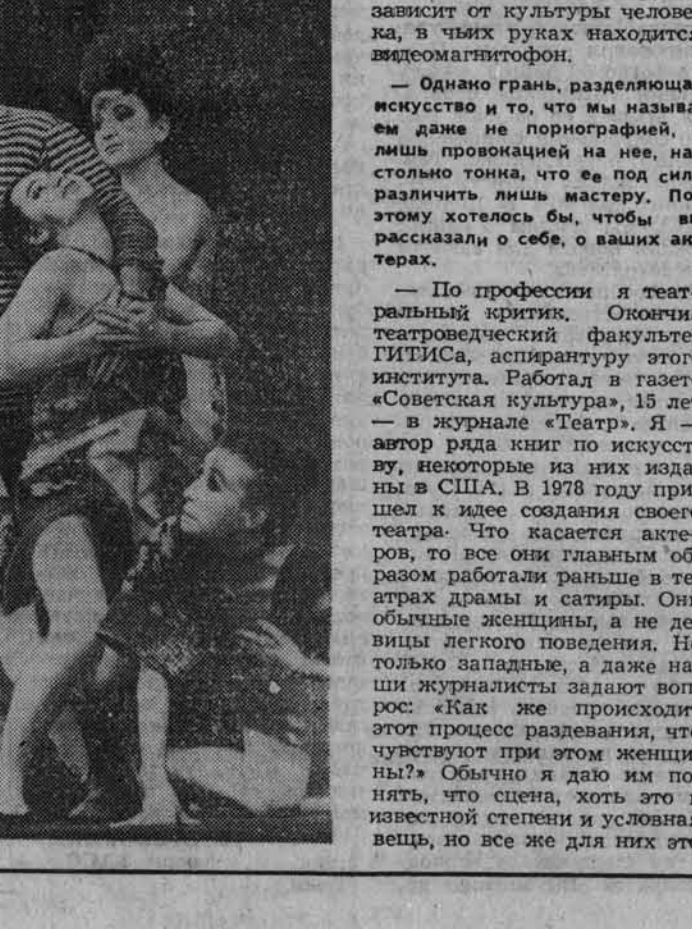 зависит от культуры челове-
ка, в чьих руках находится
видеомагнитофон.
— Однако грань, разделяюща
искусство и то, что мы называ
ем даже не порнографией,
лишь провокацией на нее, на
столько тонка, что ее под сил
различить лишь мастеру. По
этому хотелось бы, чтобы в
рассказали о себе, о ваших ак
терах.
— По профессии я теат-
ральный критик. Окончи
театроведческий факульте
ГИТИСа, аспирантуру этог
института. Работал в газет
«Советская культура», 15 ле
— в журнале «Театр». Я —
автор ряда книг по искусст
ву, некоторые из них изда
ны в США. В 1978 году при
шел к идее создания своег
театра. Что касается акте-
ров, то все они главным об
разом работали раньше в те
атрах драмы и сатиры. Он
обычные женщины, а не де
вицы легкого поведения. Н
только западные, а даже на
ши журналисты задают воп
рос: «Как же происходи
этот процесс раздевания, чт
чувствуют при этом женщи
ны?» Обычно я даю им по
нять, что сцена, хоть это
известной степени и условна
вещь, но все же для них эт